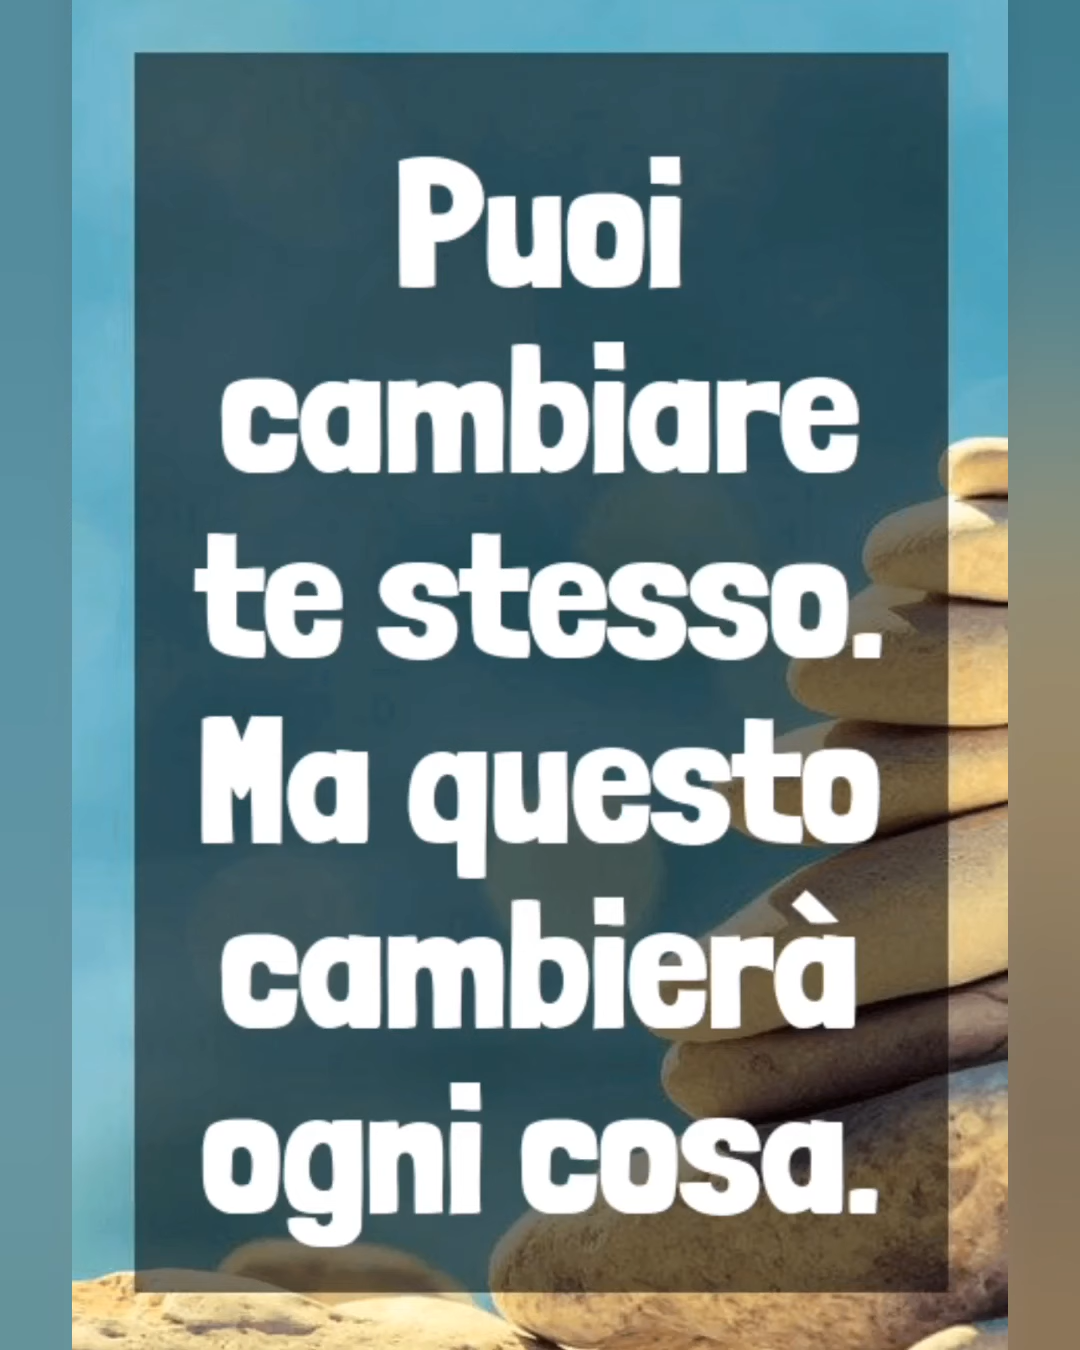 Puoi
cambiare
te stesso.
Ma questo
cambierà
ogni cosa.